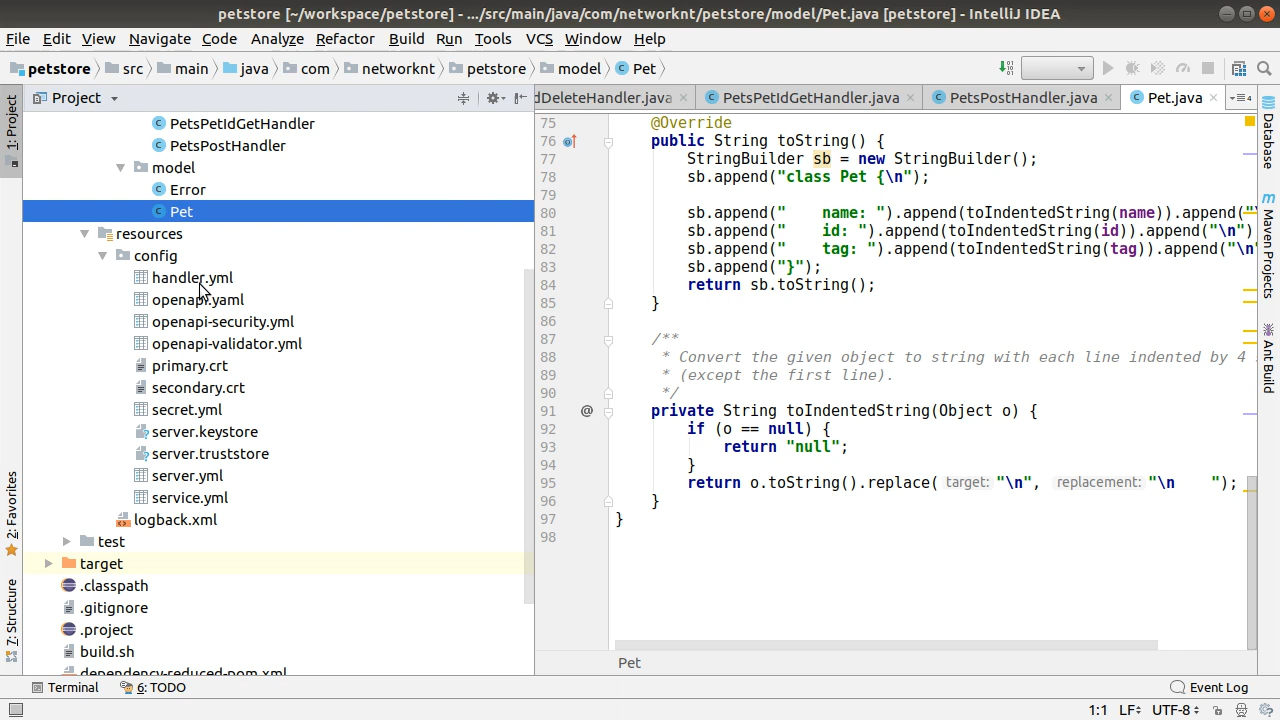 petstore [~/workspace/petstore] - .../src/main/java/com/networknt/petstore/model/Pet.java [petstore] - IntelliJ IDEA
File Edit View Navigate Code Analyze Refactor Build Run Tools VCS Window Help
petstore src main java com networknt petstore model Pet
1: Project
2: Favorites
7: Structure
Project
PetsPetIdGetHandler
PetsPostHandler
model
Error
Pet
resources
config
handler.yml
openapi.yaml
openapi-security.yml
openapi-validator.yml
primary.crt
secondary.crt
secret.yml
server.keystore
server.truststore
server.yml
service.yml
logback.xml
test
target
.classpath
.gitignore
.project
build.sh
dependency-reduced-pom.xml
dDeleteHandler.java PetsPetIdGetHandler.java PetsPostHandler.java Pet.java 4
75 @Override
76 public String toString() {
77 StringBuilder sb = new StringBuilder();
78 sb.append("class Pet {\n");
79
80 sb.append("    name: ").append(toIndentedString(name)).append("\
81 sb.append("    id: ").append(toIndentedString(id)).append("\n")
82 sb.append("    tag: ").append(toIndentedString(tag)).append("\n
83 sb.append("}");
84 return sb.toString();
85 }
86
87 /**
88 * Convert the given object to string with each line indented by 4
89 * (except the first line).
90 */
91 @ private String toIndentedString(Object o) {
92 if (o == null) {
93 return "null";
94 }
95 return o.toString().replace( target: "\n", replacement: "\n    ");
96 }
97 }
98
Pet
Database
Maven Projects
Ant Build
Terminal 6: TODO Event Log
1:1 LF UTF-8